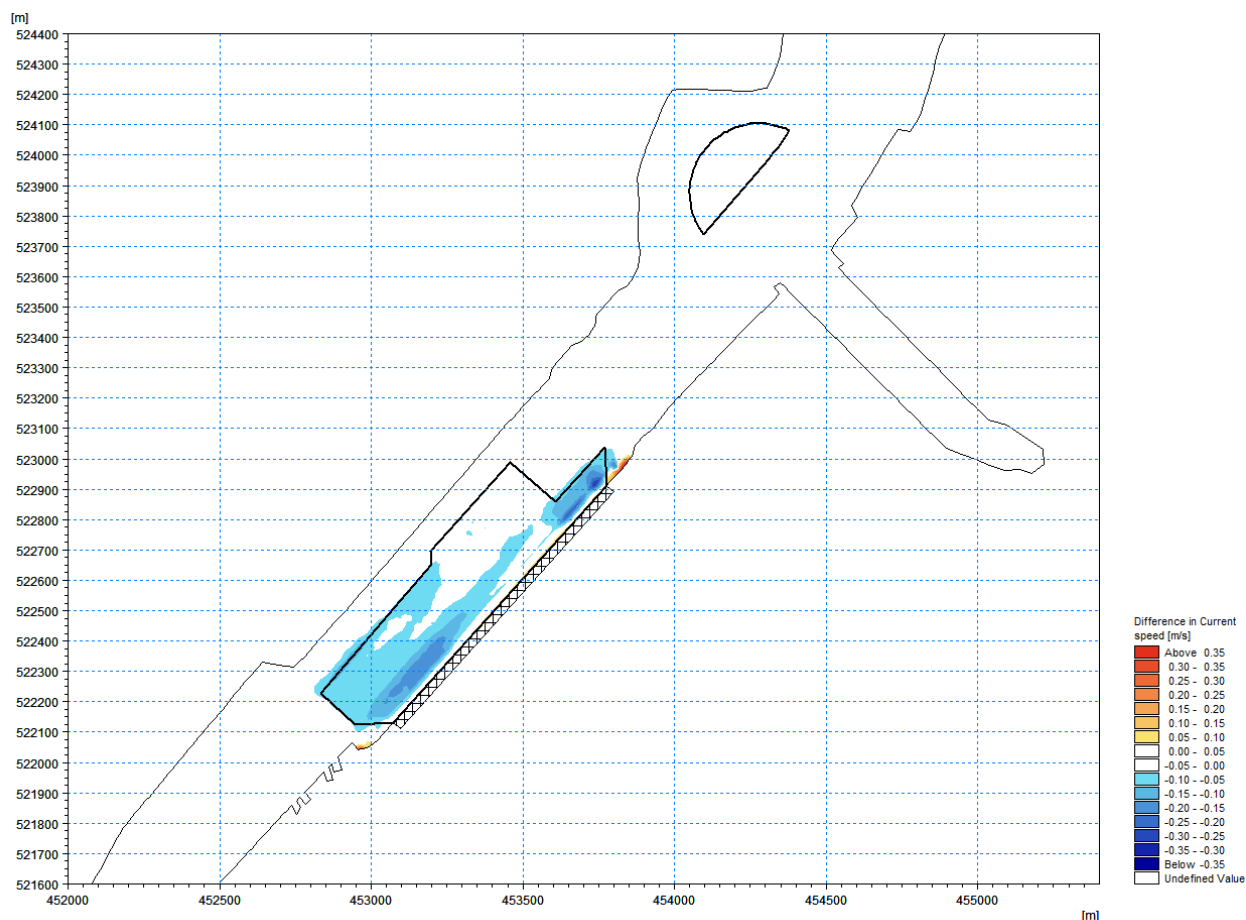 [m]
524400
524300
524200
524100
524000
523900
523800
523700
523600
523500
523400
523300
523200
523100
523000
522900
522800
522700
522600
522500
522400
522300
522200
522100
522000
521900
521800
521700
521600
452000 452500 453000 453500 454000 454500 455000
[m]
Difference in Current
speed [m/s]
Above 0.35
0.30 - 0.35
0.25 - 0.30
0.20 - 0.25
0.15 - 0.20
0.10 - 0.15
0.05 - 0.10
0.00 - 0.05
-0.05 - 0.00
-0.10 - -0.05
-0.15 - -0.10
-0.20 - -0.15
-0.25 - -0.20
-0.30 - -0.25
-0.35 - -0.30
Below -0.35
Undefined Value